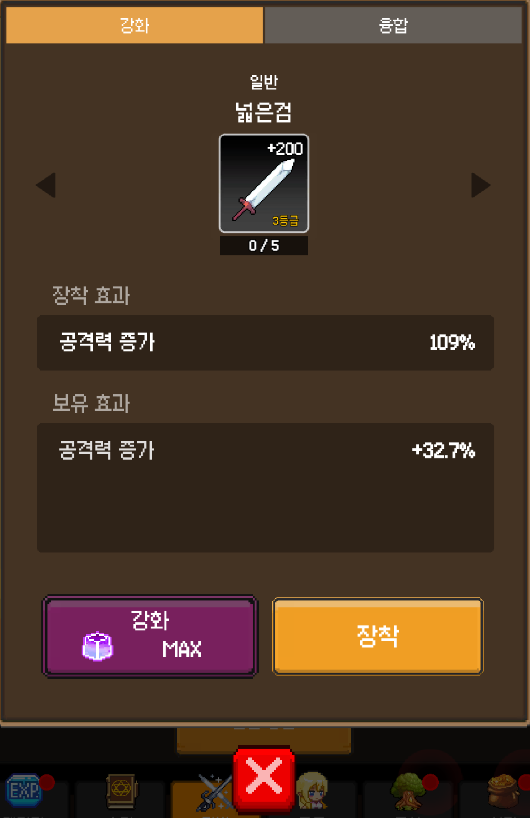 강화 융합
일반
넓은검
+200
3등급
0 / 5
장착 효과
공격력 증가 109%
보유 효과
공격력 증가 +32.7%
강화
MAX
장착
EXP